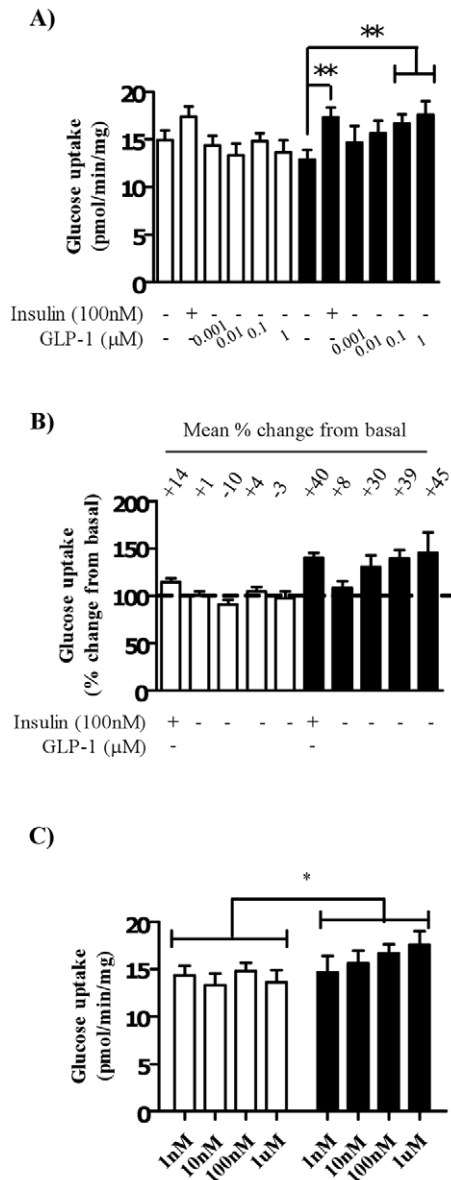 A)
**
**
20
15
10
5
0
Glucose uptake
(pmol/min/mg)
Insulin (100nM) - + - - - - - + - - - -
GLP-1 (μM) - - 0.001 0.01 0.1 1 - - 0.001 0.01 0.1 1
B)
Mean % change from basal
+14 +1 -10 +4 -3 +40 +8 +30 +39 +45
200
150
100
50
0
Glucose uptake
(% change from basal)
Insulin (100nM) + - - - - + - - - -
GLP-1 (μM) - -
C)
*
20
15
10
5
0
Glucose uptake
(pmol/min/mg)
1nM 10nM 100nM 1uM 1nM 10nM 100nM 1uM